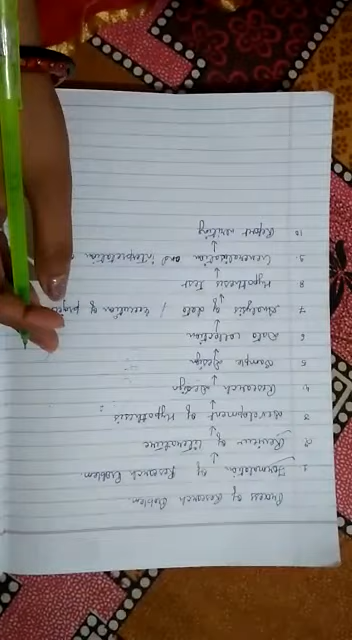 Process of Research Problem
1. Formulation of Research Problem
↓
2. Review of literature
↓
3. Development of Hypothesis
↓
4. Research design
↓
5. Sample design
↓
6. Data collection
↓
7. Analysis of data / Execution of
↓
8 Hypothesis test
↓
9. Generalisation and interpretation
↓
10. Report writing